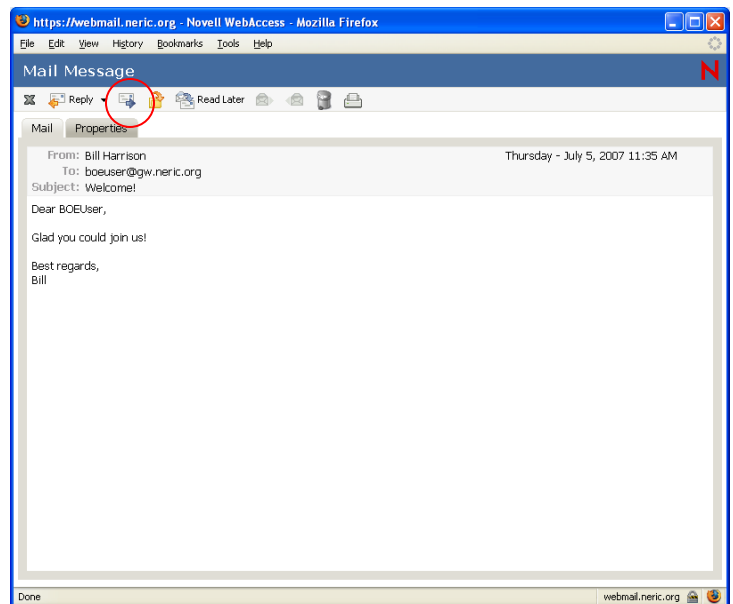 https://webmail.neric.org - Novell WebAccess - Mozilla Firefox
File Edit View History Bookmarks Tools Help
Mail Message N
Reply Read Later
Mail Properties
From: Bill Harrison Thursday - July 5, 2007 11:35 AM
To: boeuser@gw.neric.org
Subject: Welcome!
Dear BOEUser,
Glad you could join us!
Best regards,
Bill
Done webmail.neric.org